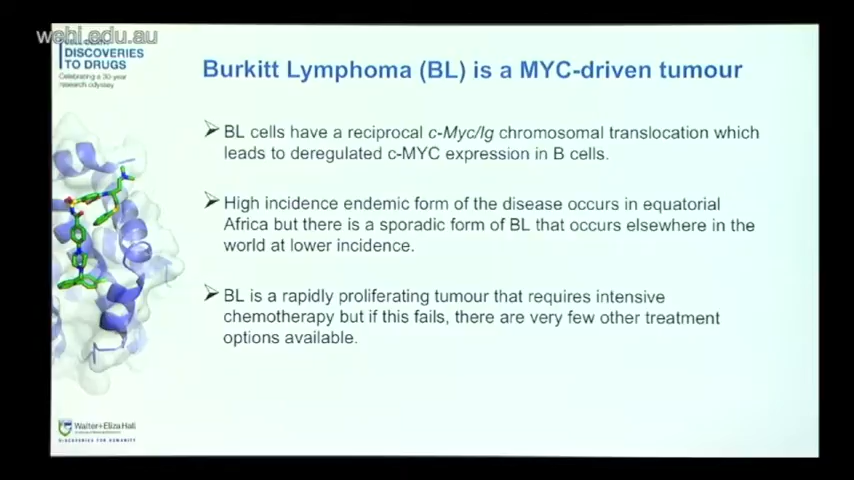 wehi.edu.au
DISCOVERIES
TO DRUGS
Celebrating a 30-year
research odyssey
Burkitt Lymphoma (BL) is a MYC-driven tumour
BL cells have a reciprocal c-Myc/Ig chromosomal translocation which
leads to deregulated c-MYC expression in B cells.
High incidence endemic form of the disease occurs in equatorial
Africa but there is a sporadic form of BL that occurs elsewhere in the
world at lower incidence.
BL is a rapidly proliferating tumour that requires intensive
chemotherapy but if this fails, there are very few other treatment
options available.
Walter+Eliza Hall
DISCOVERIES FOR HUMANITY